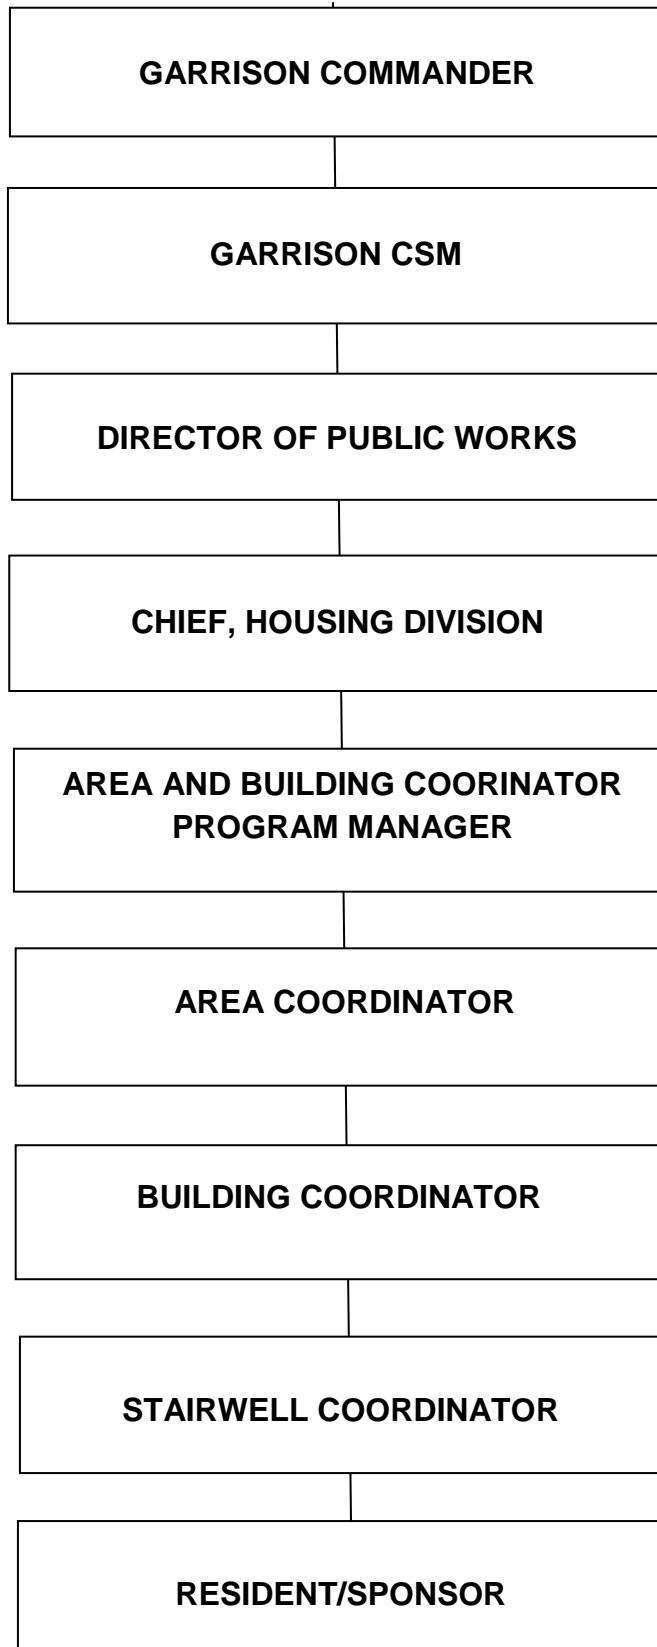 GARRISON COMMANDER
GARRISON CSM
DIRECTOR OF PUBLIC WORKS
CHIEF, HOUSING DIVISION
AREA AND BUILDING COORINATOR
PROGRAM MANAGER
AREA COORDINATOR
BUILDING COORDINATOR
STAIRWELL COORDINATOR
RESIDENT/SPONSOR